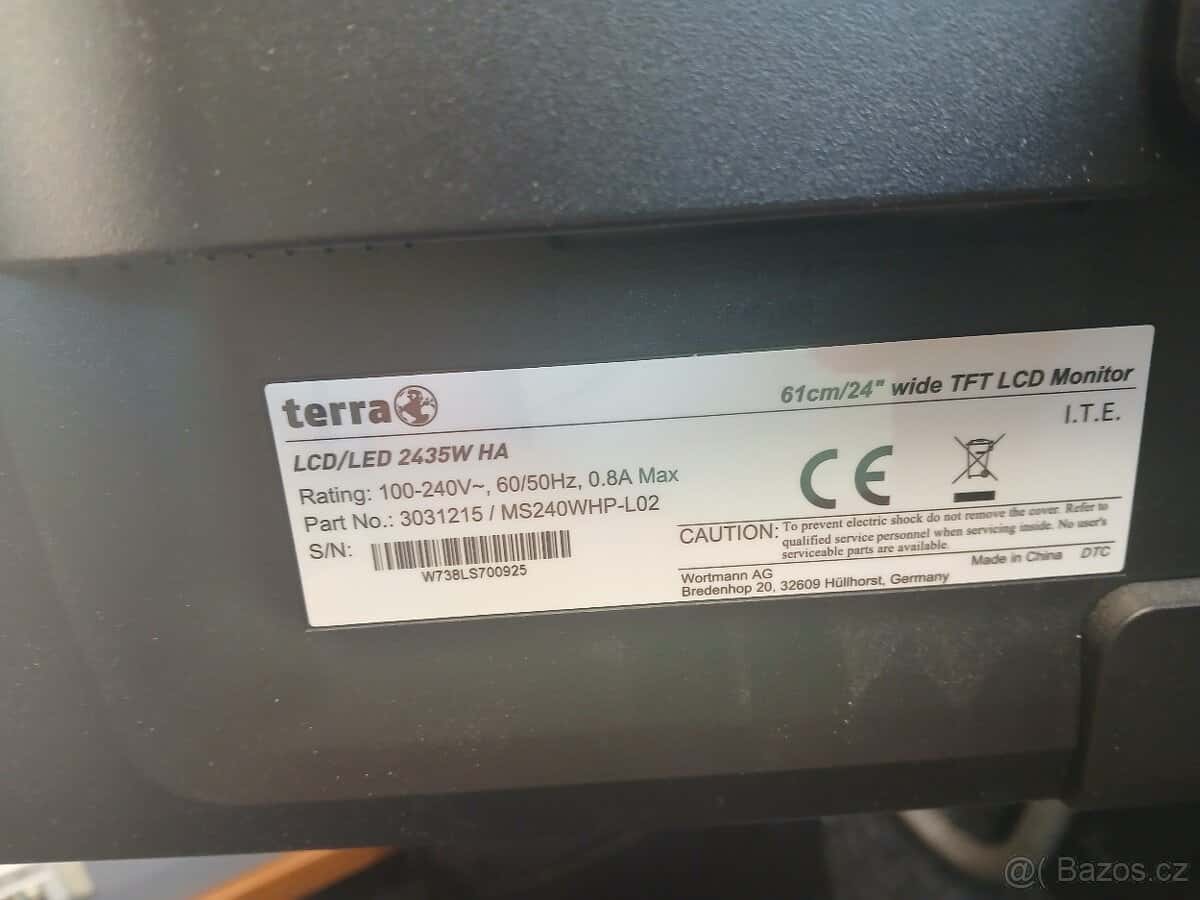 terra
61cm/24" wide TFT LCD Monitor
LCD/LED 2435W HA
I.T.E.
Rating: 100-240V~, 60/50Hz, 0.8A Max
Part No.: 3031215 / MS240WHP-L02
S/N:
W738LS700925
CE
CAUTION: To prevent electric shock do not remove the cover. Refer to
qualified service personnel when servicing inside. No user's
serviceable parts are available.
Wortmann AG
Made in China DTC
Bredenhop 20, 32609 Hüllhorst, Germany
@( Bazos.cz